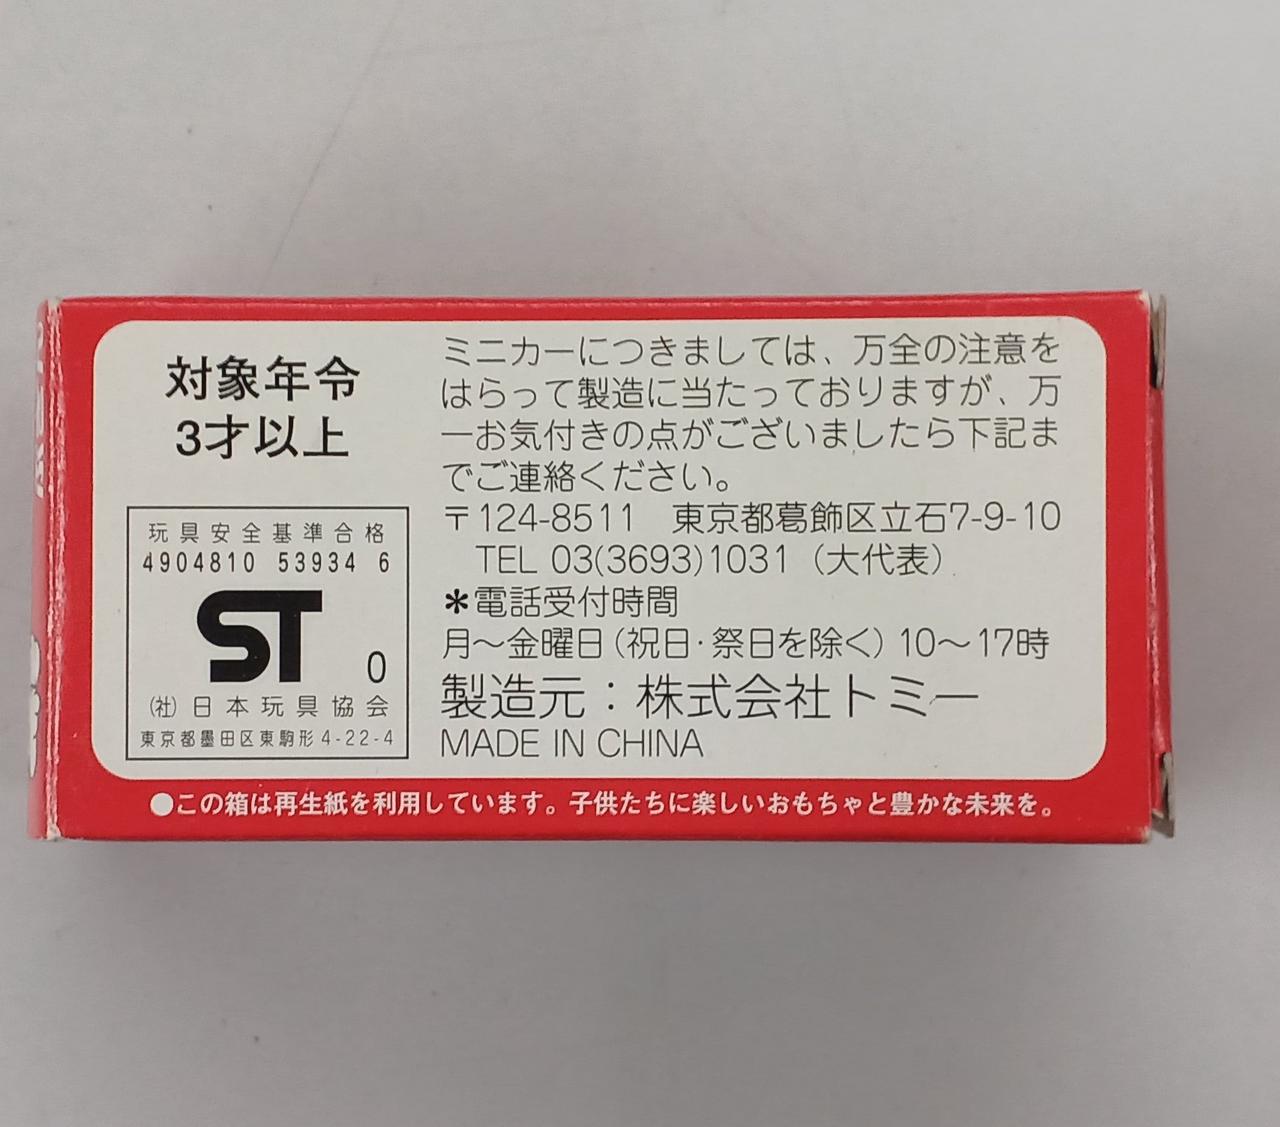 対象年令
3才以上
玩具安全基準合格
4904810 53934 6
ST 0
(社)日本玩具協会
東京都墨田区東駒形4-22-4
ミニカーにつきましては、万全の注意を
はらって製造に当たっておりますが、万
一お気付きの点がございましたら下記ま
でご連絡ください。
〒124-8511 東京都葛飾区立石7-9-10
TEL 03(3693)1031（大代表）
＊電話受付時間
月〜金曜日（祝日・祭日を除く）10〜17時
製造元：株式会社トミー
MADE IN CHINA
●この箱は再生紙を利用しています。子供たちに楽しいおもちゃと豊かな未来を。